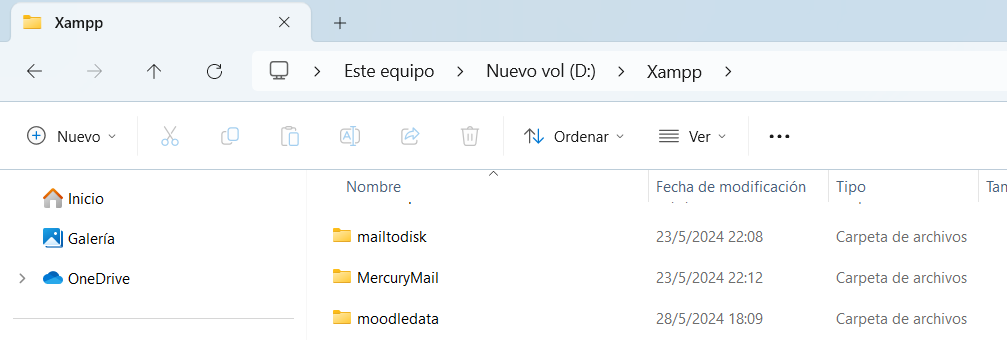 Xampp
Este equipo Nuevo vol (D:) Xampp
Nuevo Ordenar Ver
Inicio
Galería
OneDrive
Nombre Fecha de modificación Tipo Tam
mailtodisk 23/5/2024 22:08 Carpeta de archivos
MercuryMail 23/5/2024 22:12 Carpeta de archivos
moodledata 28/5/2024 18:09 Carpeta de archivos